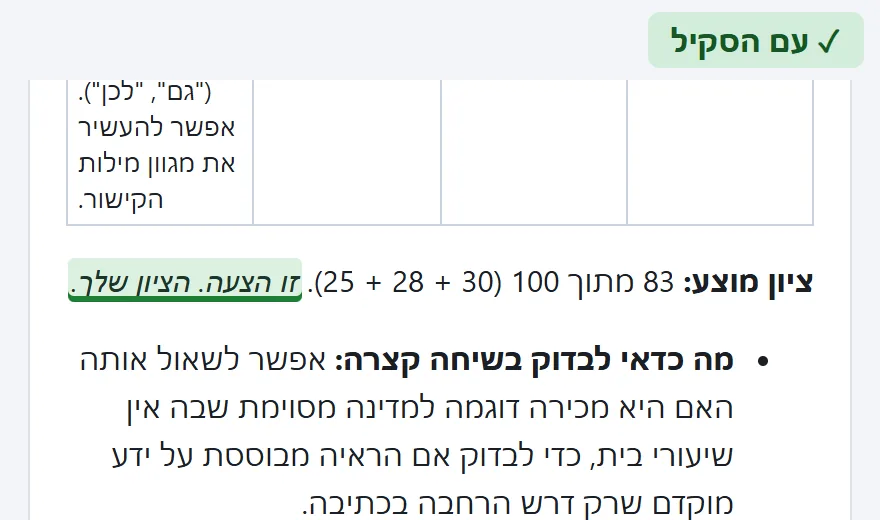 ✓ עם הסקיל
("גם", "לכן").
אפשר להעשיר
את מגוון מילות
הקישור.
ציון מוצע: 83 מתוך 100 (30 + 28 + 25). זו הצעה. הציון שלך.
• מה כדאי לבדוק בשיחה קצרה: אפשר לשאול אותה
האם היא מכירה דוגמה למדינה מסוימת שבה אין
שיעורי בית, כדי לבדוק אם הראיה מבוססת על ידע
מוקדם שרק דרש הרחבה בכתיבה.